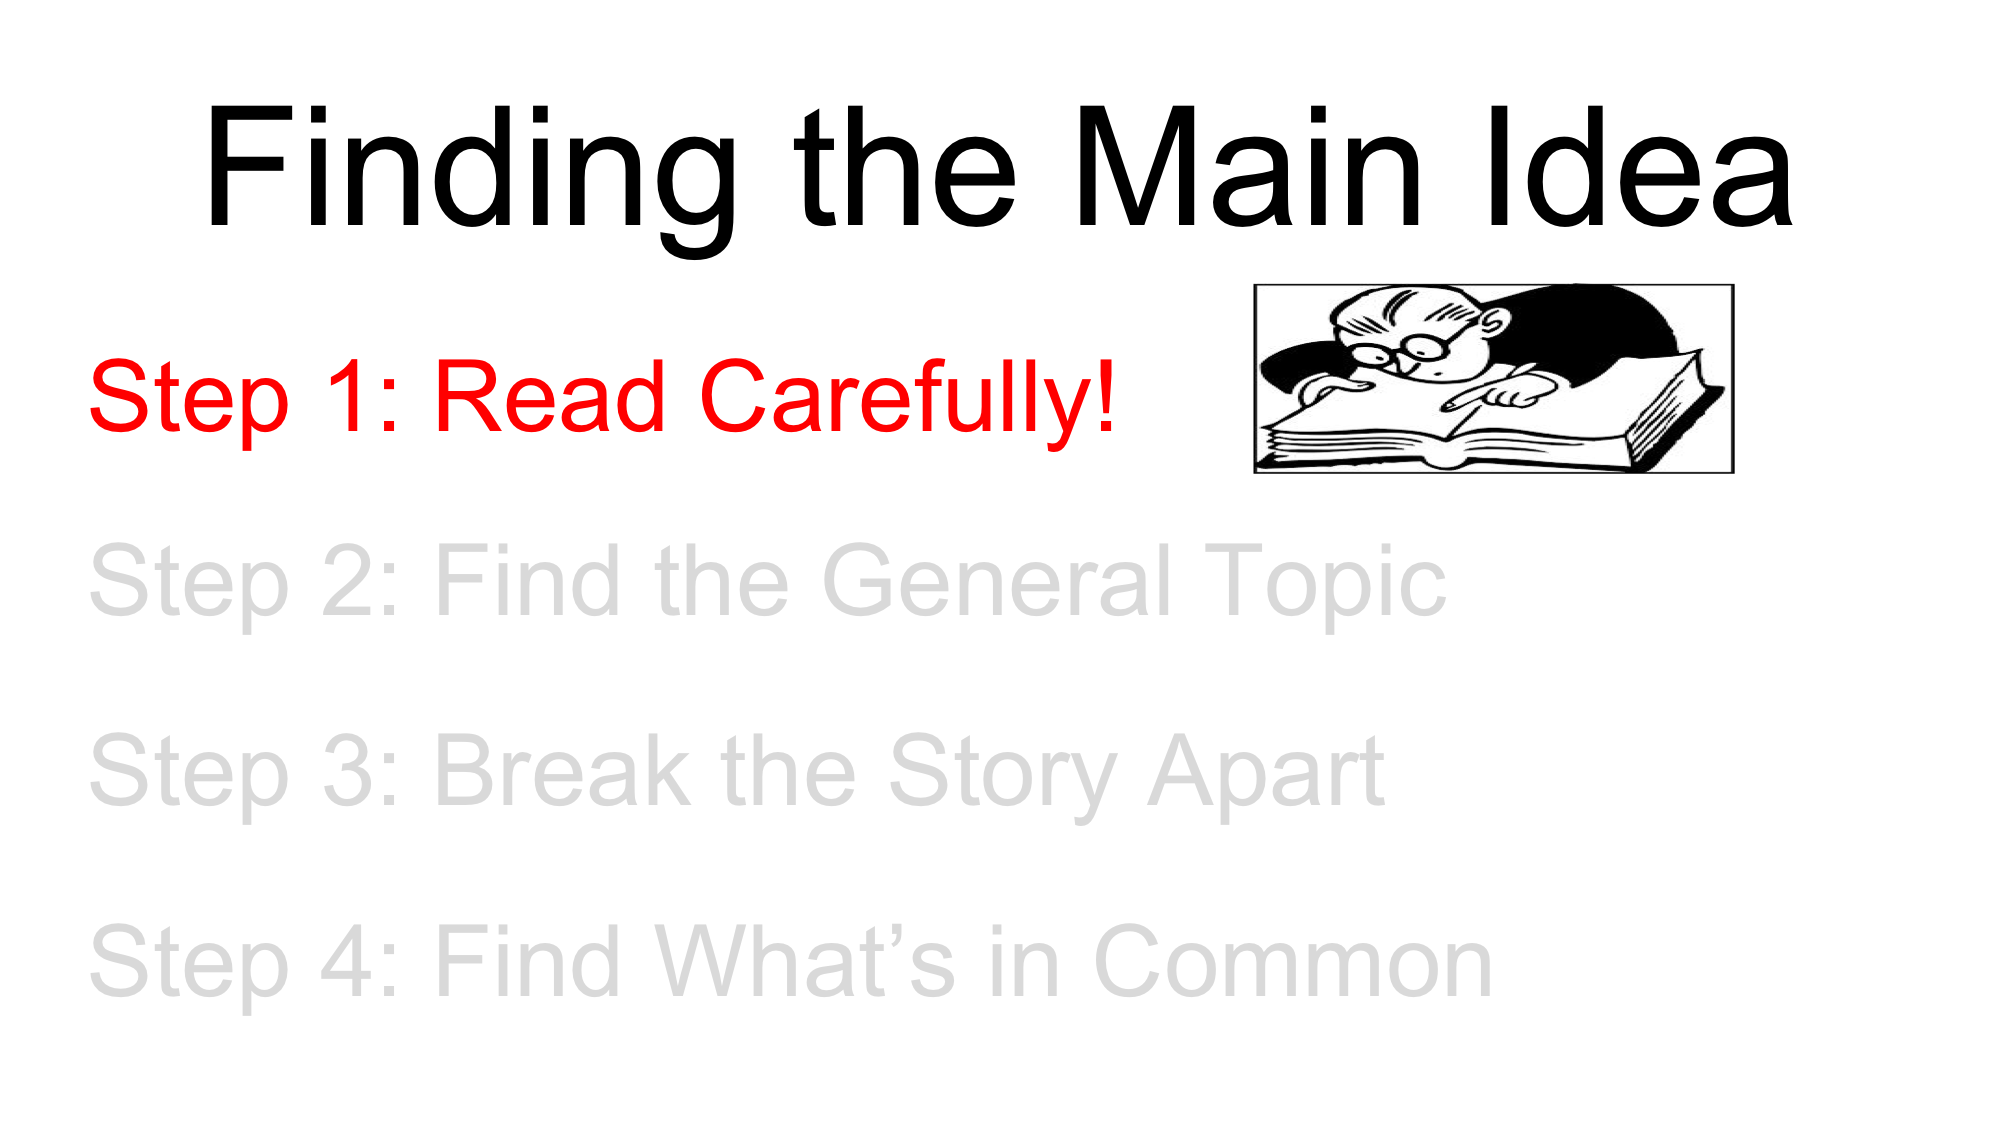 Finding the Main Idea
Step 1: Read Carefully!
Step 2: Find the General Topic
Step 3: Break the Story Apart
Step 4: Find What’s in Common